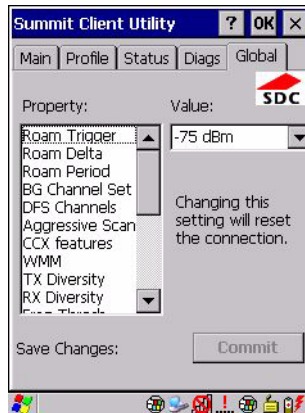 Summit Client Utility ? OK ×
Main Profile Status Diags Global
SDC
Property: Value:
Roam Trigger
-75 dBm
Roam Delta
Roam Period
BG Channel Set
DFS Channels
Aggressive Scan
CCX features
WMM
TX Diversity
RX Diversity
Changing this
setting will reset
the connection.
Save Changes: Commit